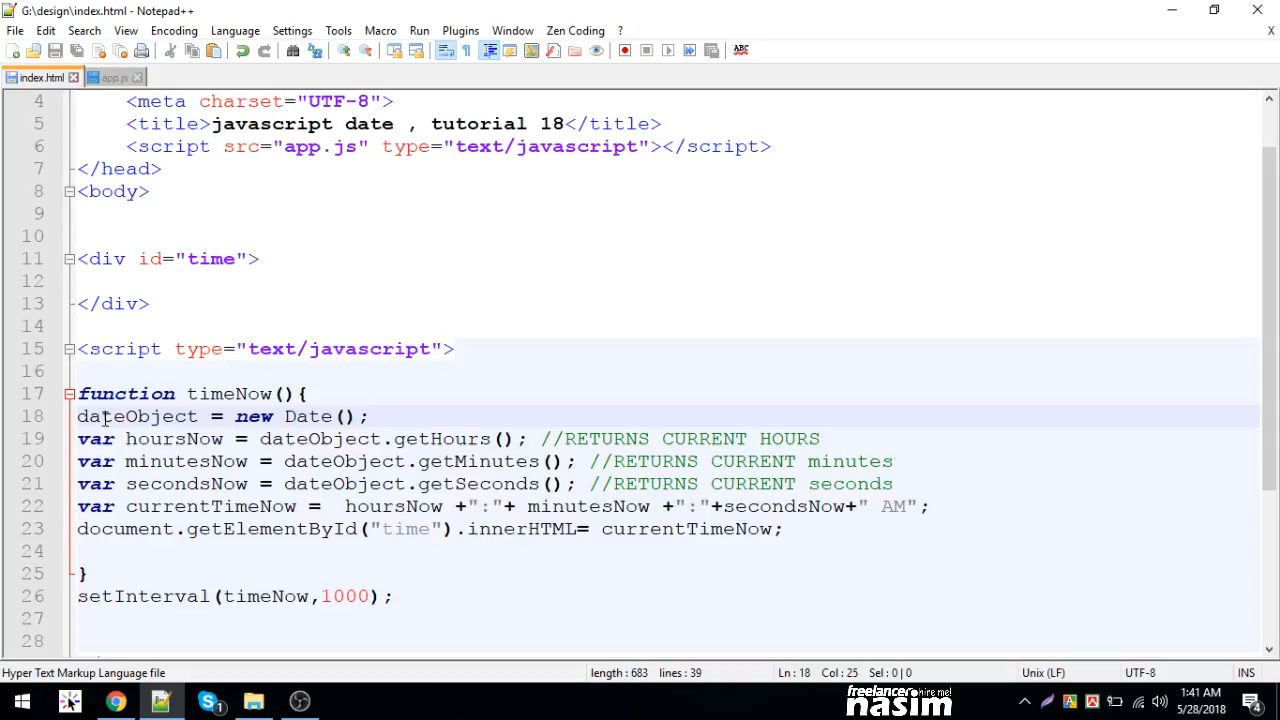 G:\design\index.html - Notepad++
File Edit Search View Encoding Language Settings Tools Macro Run Plugins Window Zen Coding ? X
ABC
index.html app.js
4 <meta charset="UTF-8">
5 <title>javascript date , tutorial 18</title>
6 <script src="app.js" type="text/javascript"></script>
7 </head>
8 <body>
9
10
11 <div id="time">
12
13 </div>
14
15 <script type="text/javascript">
16
17 function timeNow(){
18 dateObject = new Date();
19 var hoursNow = dateObject.getHours(); //RETURNS CURRENT HOURS
20 var minutesNow = dateObject.getMinutes(); //RETURNS CURRENT minutes
21 var secondsNow = dateObject.getSeconds(); //RETURNS CURRENT seconds
22 var currentTimeNow =  hoursNow +":"+ minutesNow +":"+secondsNow+" AM";
23 document.getElementById("time").innerHTML= currentTimeNow;
24
25 }
26 setInterval(timeNow,1000);
27
28
Hyper Text Markup Language file length : 683 lines : 39 Ln : 18 Col : 25 Sel : 0 | 0 Unix (LF) UTF-8 INS
freelancer hire me!
nasim
1:41 AM
5/28/2018